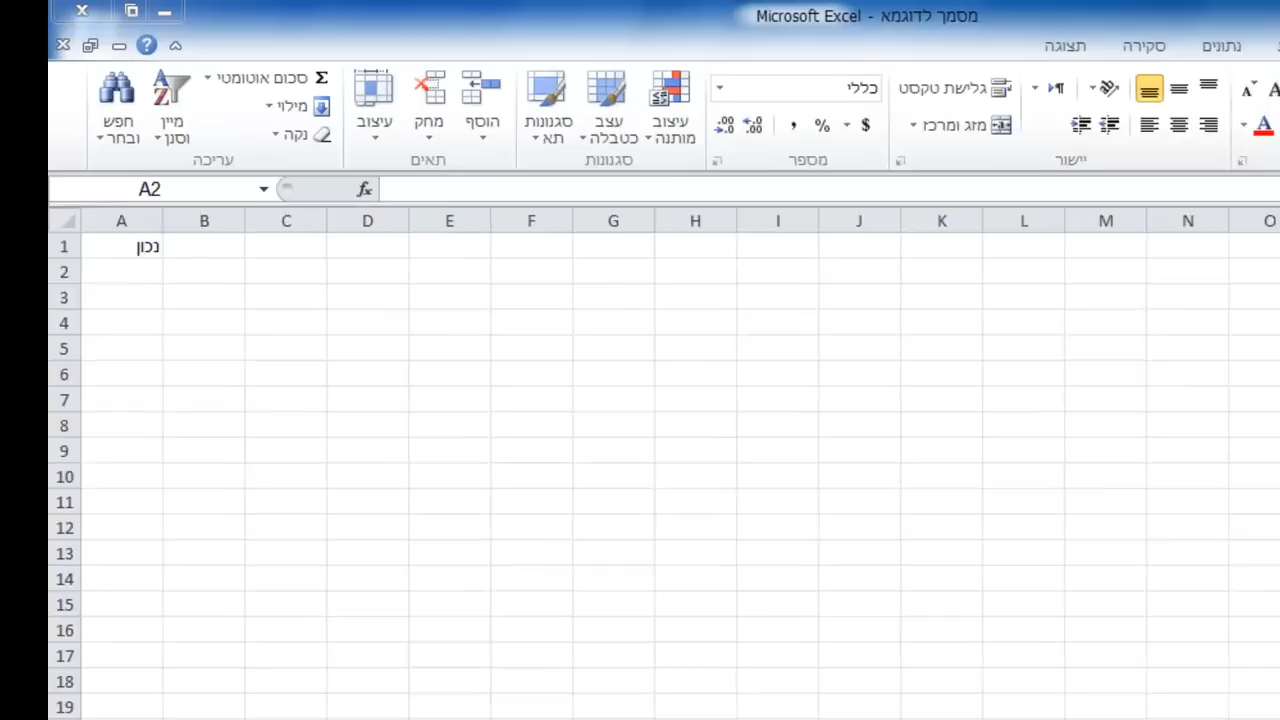 מסמך לדוגמא - Microsoft Excel
נתונים סקירה תצוגה
כללי
גלישת טקסט
מזג ומרכז
$ % ,
יישור
מספר
עיצוב מותנה
עצב כטבלה
סגנונות תא
סגנונות
הוסף
מחק
עיצוב
תאים
Σ סכום אוטומטי
מילוי
נקה
מיין וסנן
חפש ובחר
עריכה
A2 fx
A B C D E F G H I J K L M N O
1 נכון
2
3
4
5
6
7
8
9
10
11
12
13
14
15
16
17
18
19